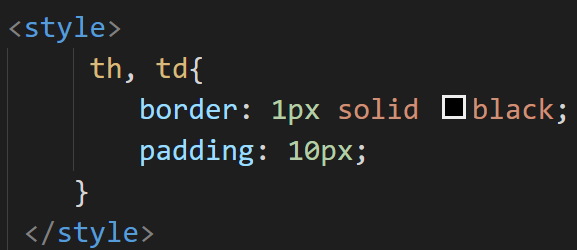 <style>
th, td{
border: 1px solid black;
padding: 10px;
}
</style>